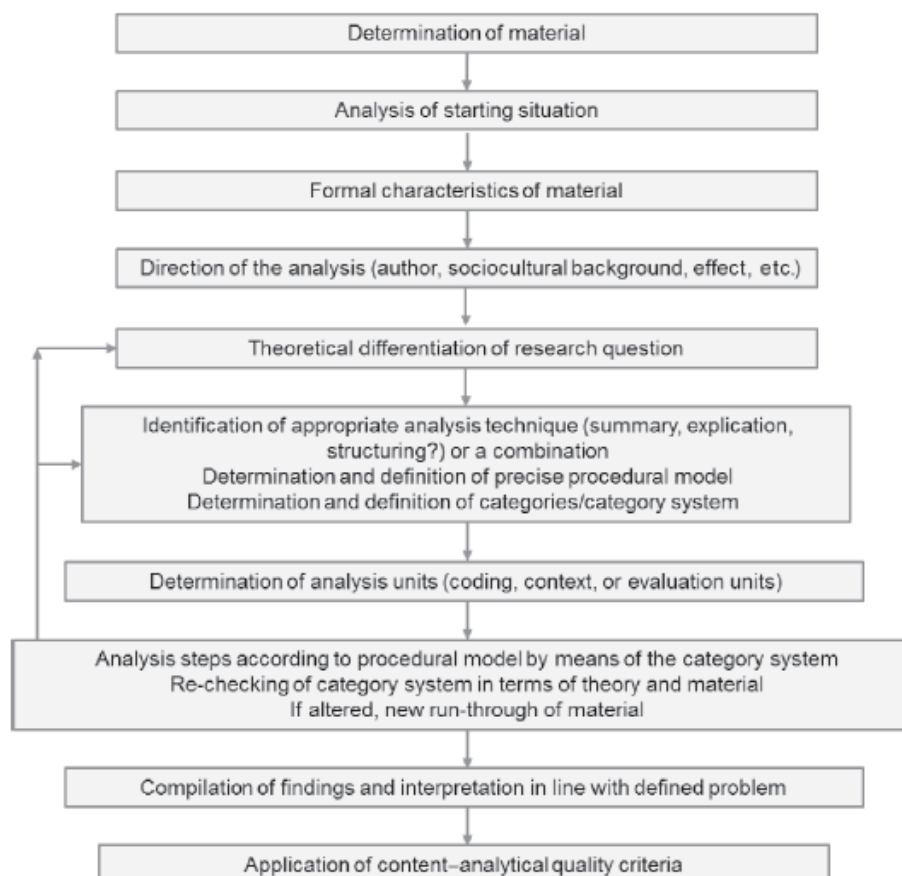 Determination of material
Analysis of starting situation
Formal characteristics of material
Direction of the analysis (author, sociocultural background, effect, etc.)
Theoretical differentiation of research question
Identification of appropriate analysis technique (summary, explication,
structuring?) or a combination
Determination and definition of precise procedural model
Determination and definition of categories/category system
Determination of analysis units (coding, context, or evaluation units)
Analysis steps according to procedural model by means of the category system
Re-checking of category system in terms of theory and material
If altered, new run-through of material
Compilation of findings and interpretation in line with defined problem
Application of content–analytical quality criteria